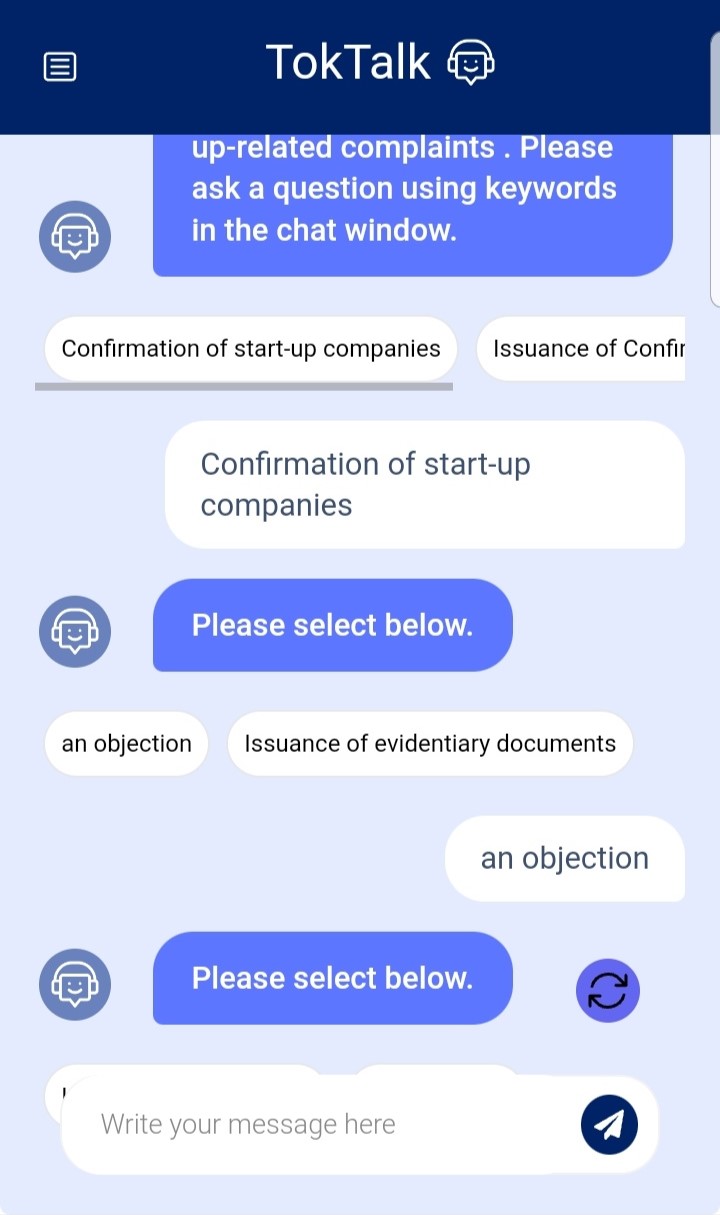 TokTalk
up-related complaints . Please
ask a question using keywords
in the chat window.
Confirmation of start-up companies
Issuance of Confir
Confirmation of start-up
companies
Please select below.
an objection
Issuance of evidentiary documents
an objection
Please select below.
Write your message here